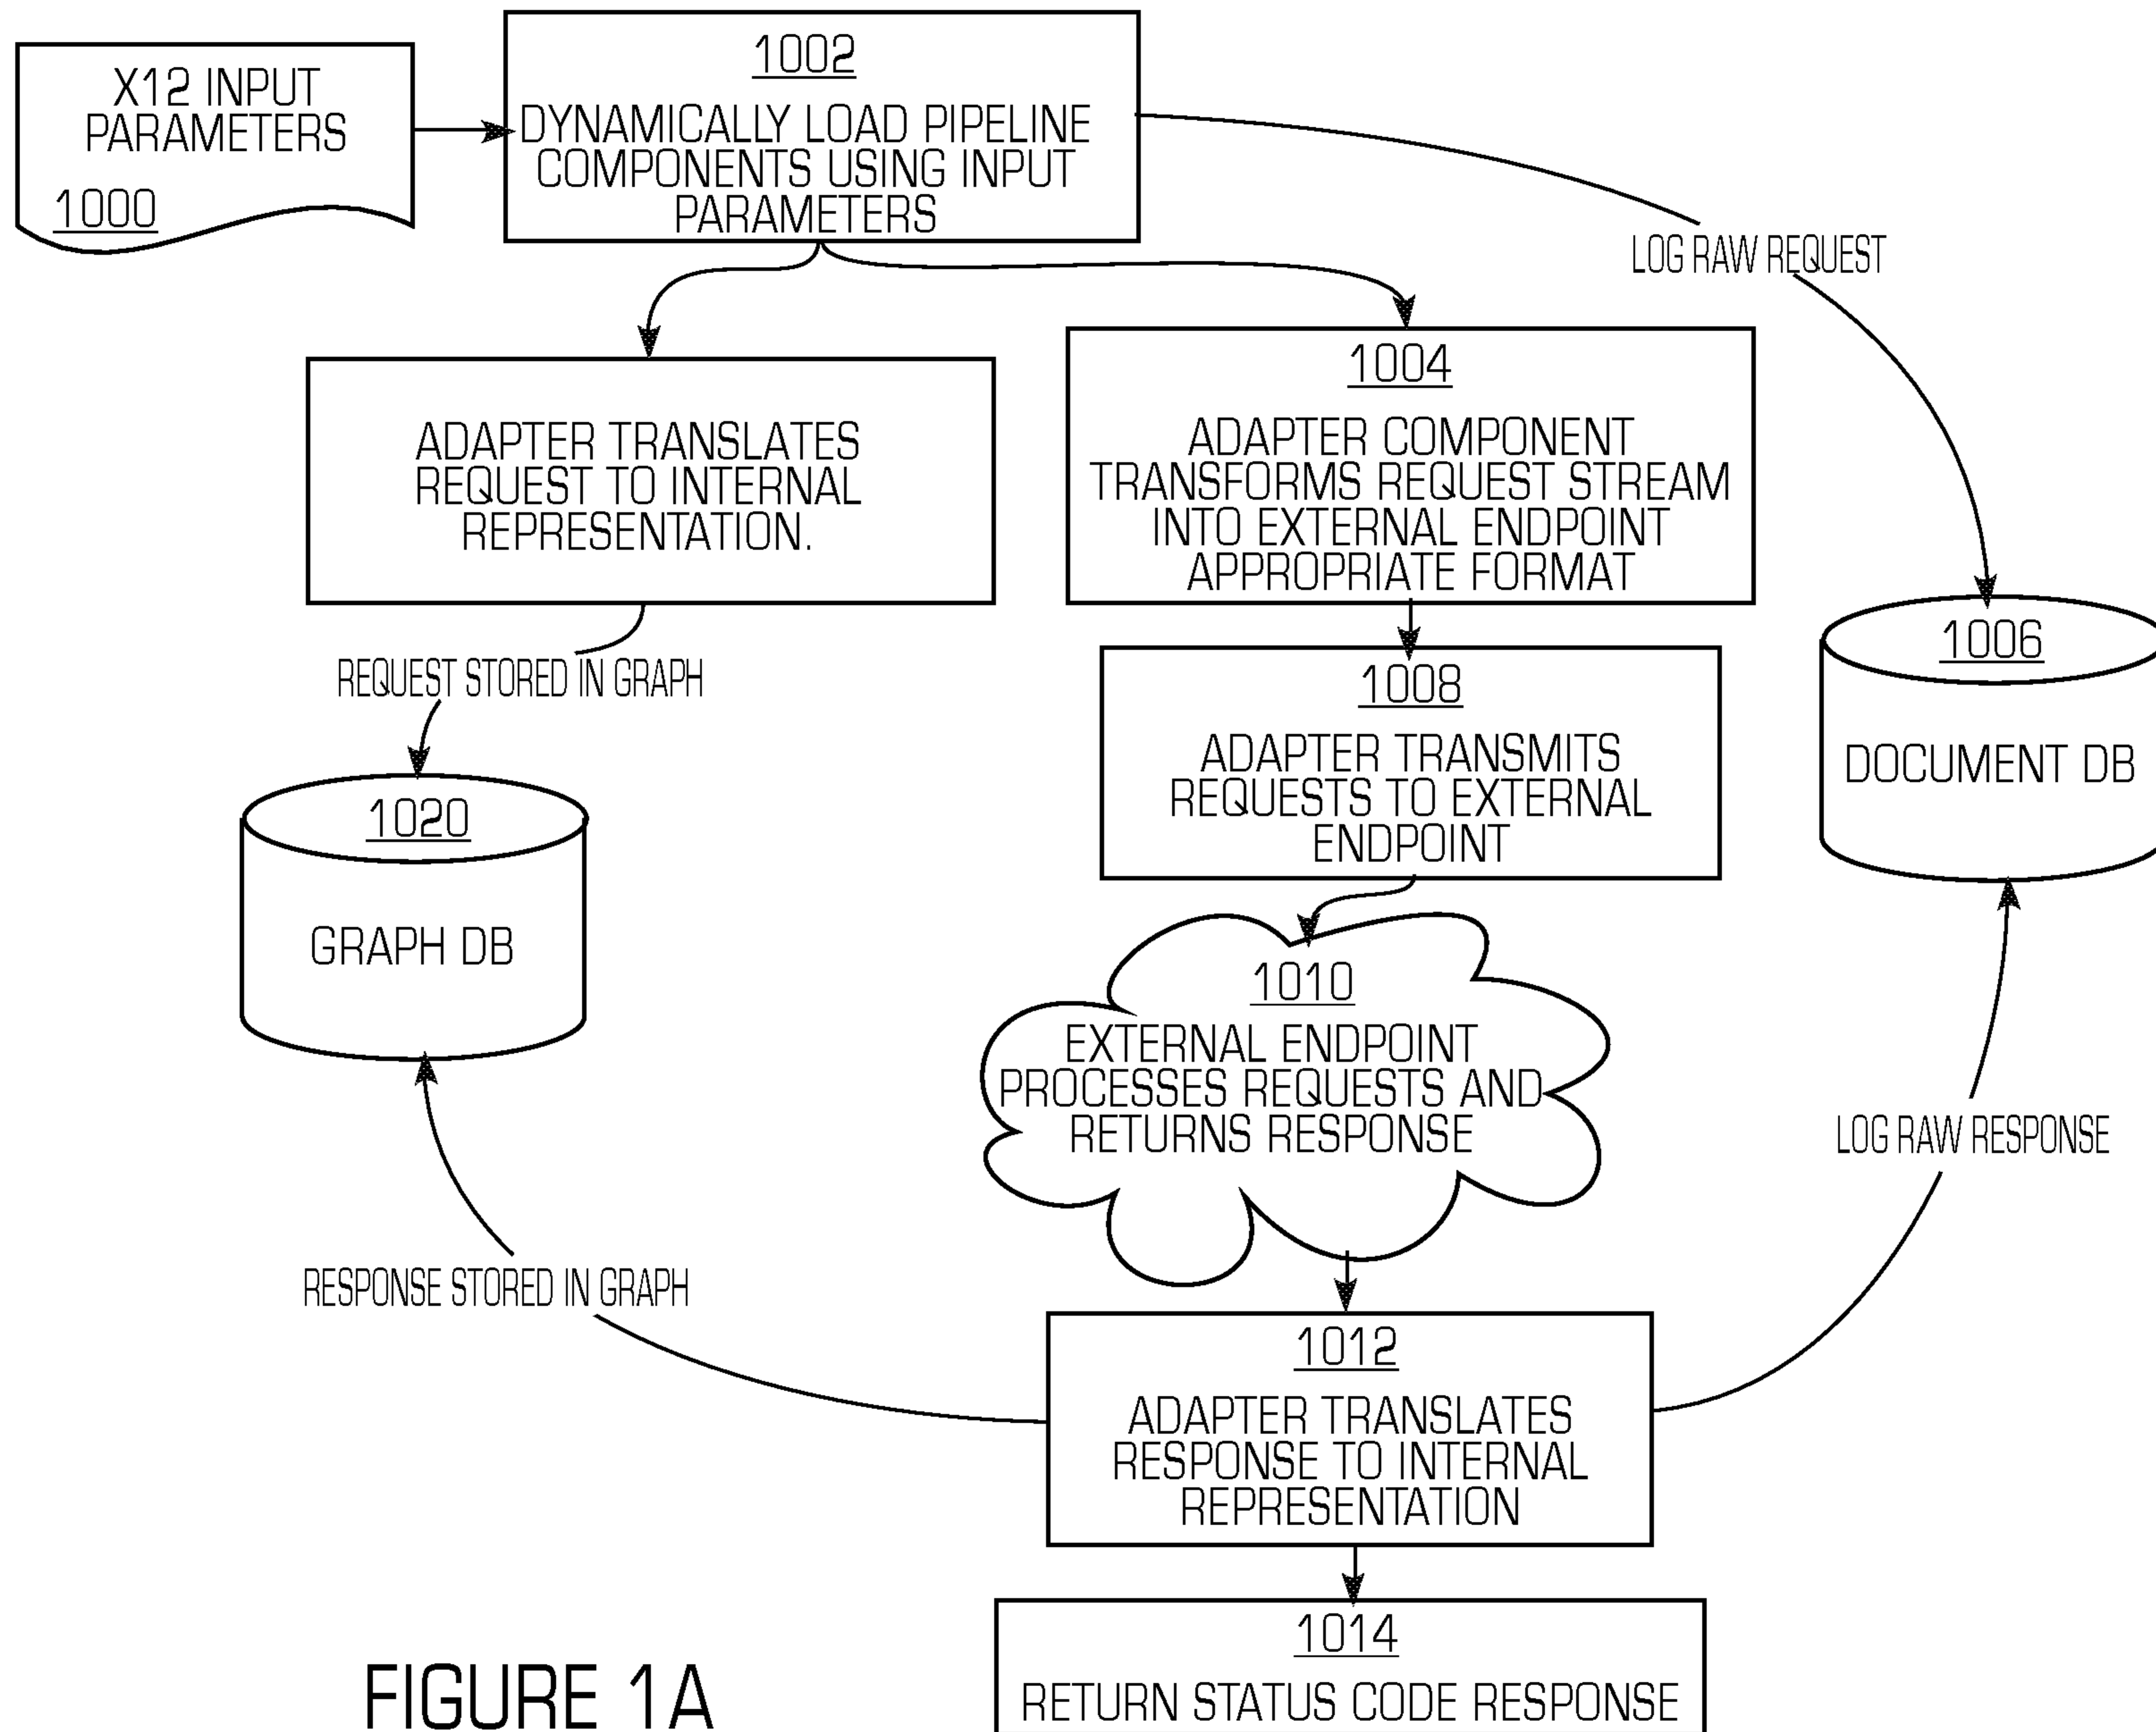 X12 INPUT
PARAMETERS
1000
1002
DYNAMICALLY LOAD PIPELINE
COMPONENTS USING INPUT
PARAMETERS
LOG RAW REQUEST
ADAPTER TRANSLATES
REQUEST TO INTERNAL
REPRESENTATION.
1004
ADAPTER COMPONENT
TRANSFORMS REQUEST STREAM
INTO EXTERNAL ENDPOINT
APPROPRIATE FORMAT
1006
DOCUMENT DB
REQUEST STORED IN GRAPH
1008
ADAPTER TRANSMITS
REQUESTS TO EXTERNAL
ENDPOINT
1020
GRAPH DB
1010
EXTERNAL ENDPOINT
PROCESSES REQUESTS AND
RETURNS RESPONSE
LOG RAW RESPONSE
RESPONSE STORED IN GRAPH
1012
ADAPTER TRANSLATES
RESPONSE TO INTERNAL
REPRESENTATION
1014
RETURN STATUS CODE RESPONSE
FIGURE 1A